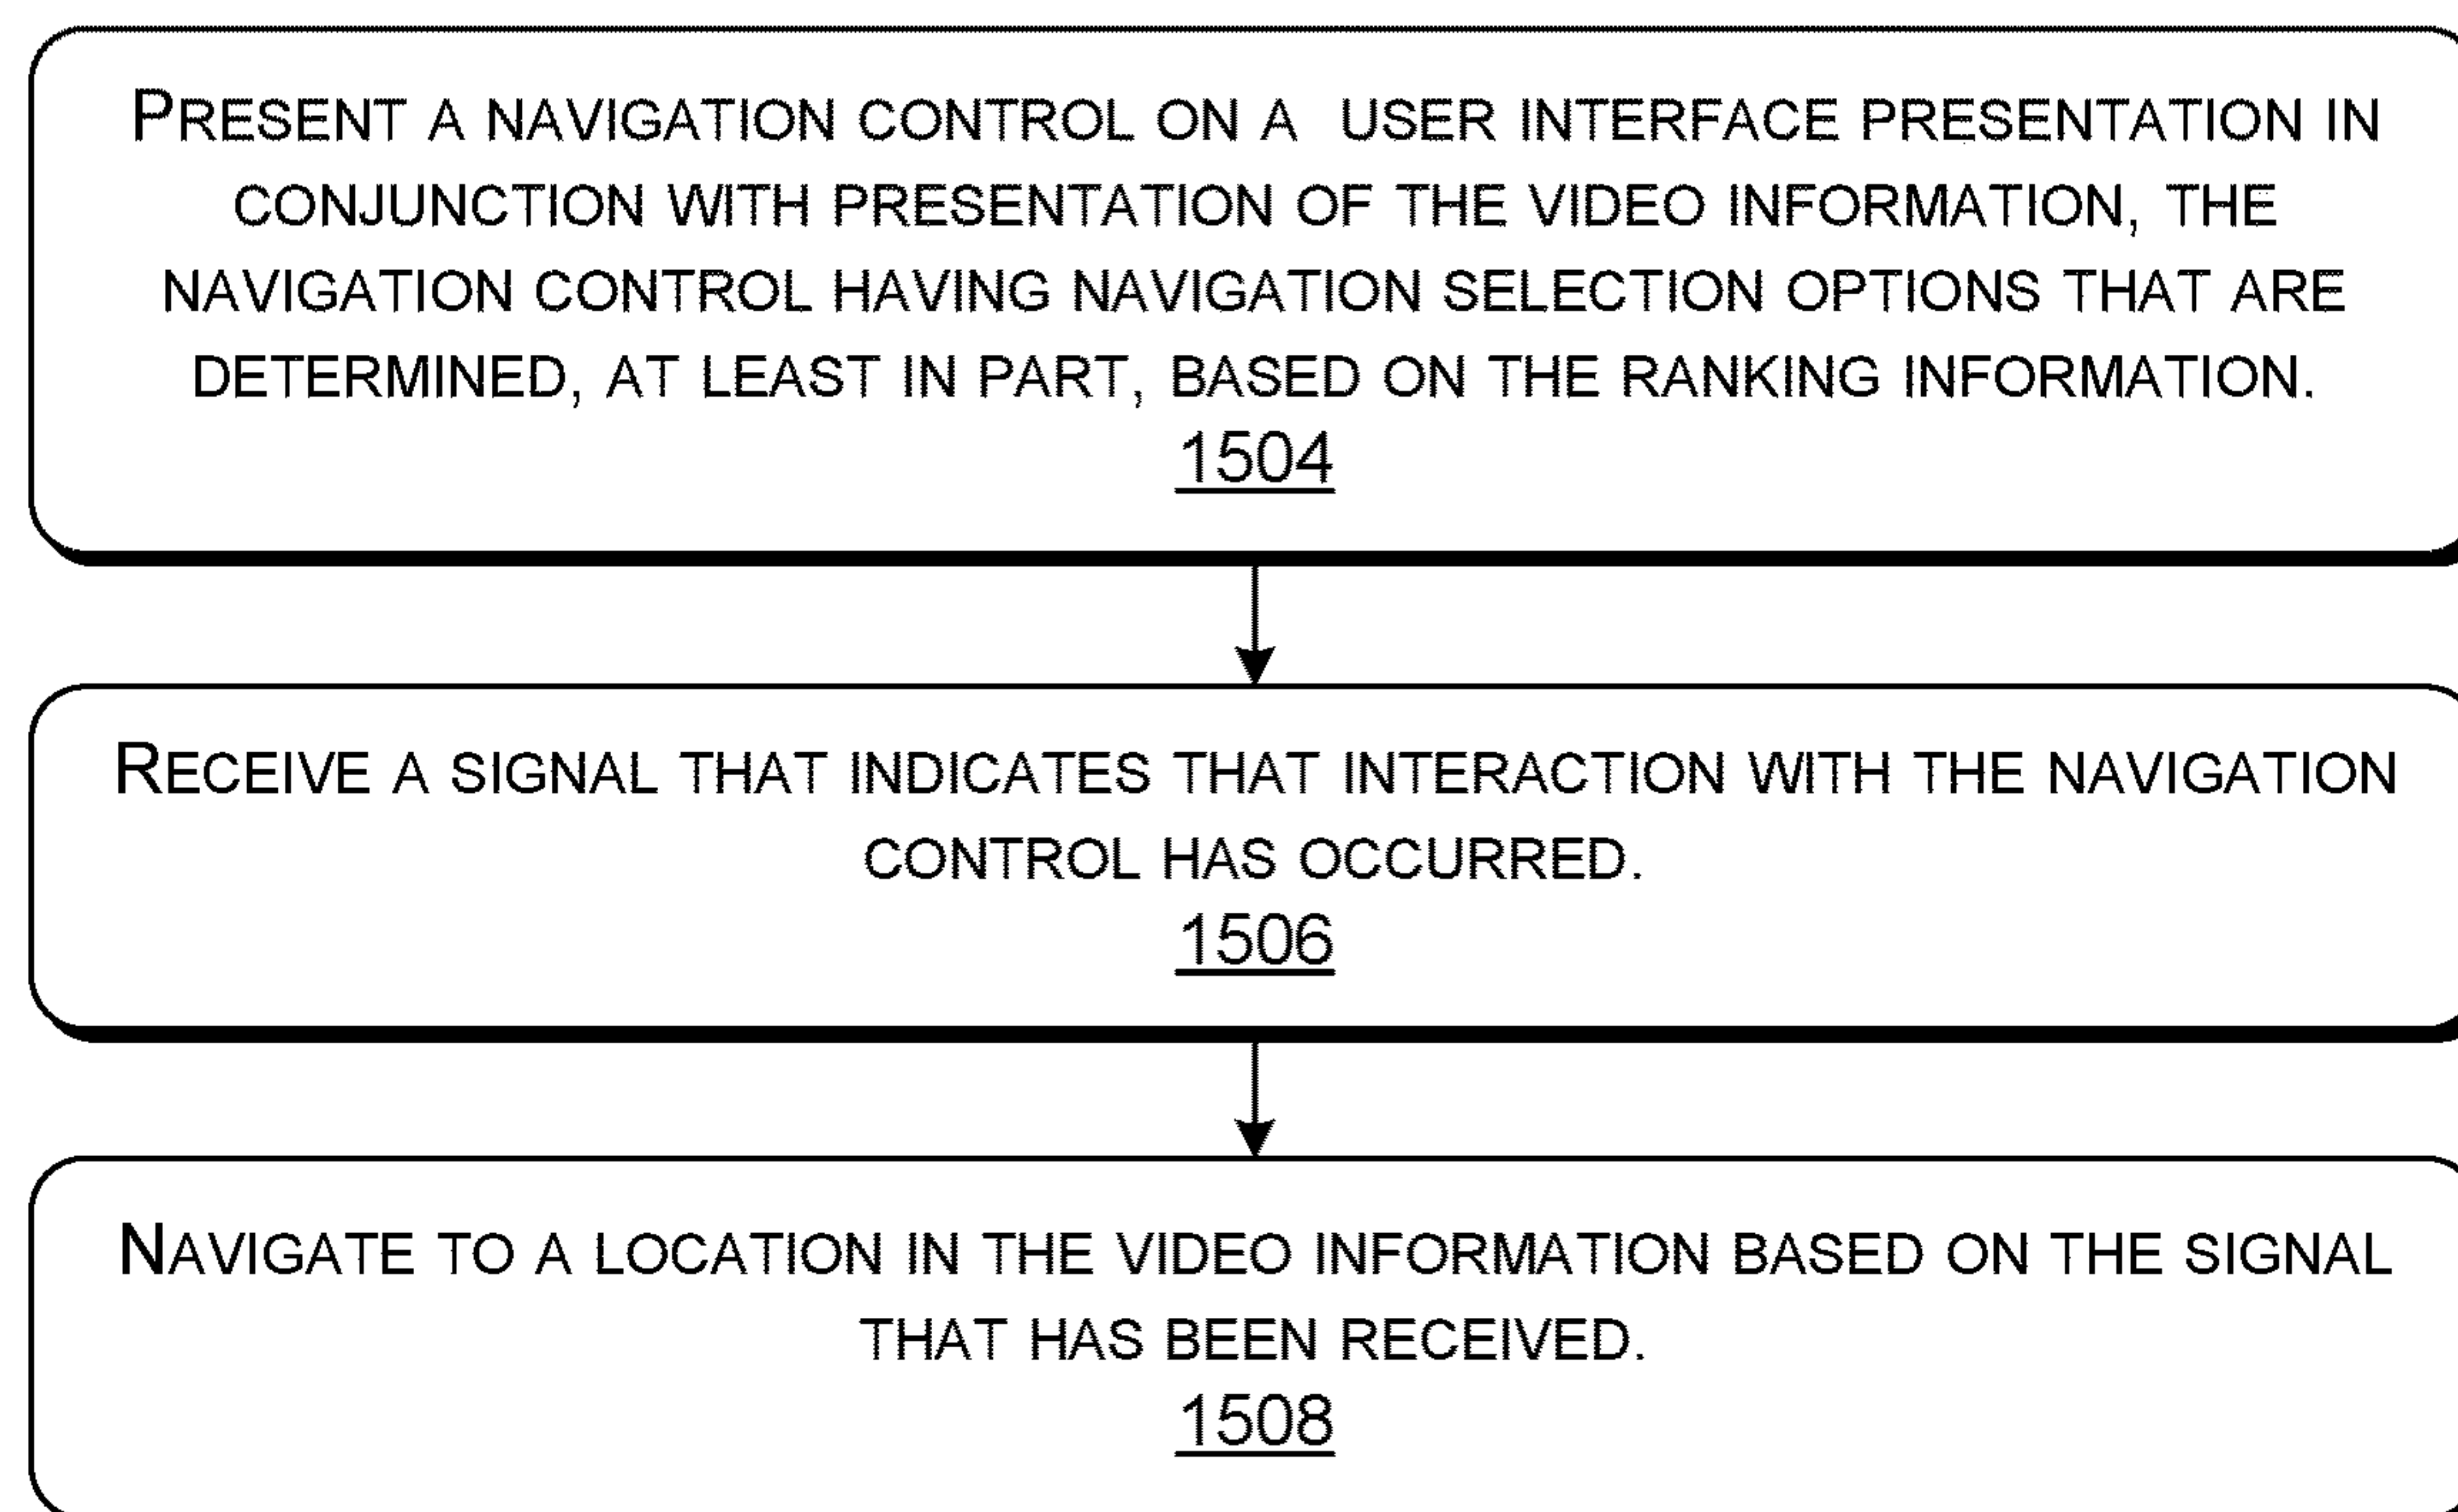 PRESENT A NAVIGATION CONTROL ON A USER INTERFACE PRESENTATION IN
CONJUNCTION WITH PRESENTATION OF THE VIDEO INFORMATION, THE
NAVIGATION CONTROL HAVING NAVIGATION SELECTION OPTIONS THAT ARE
DETERMINED, AT LEAST IN PART, BASED ON THE RANKING INFORMATION.
1504
RECEIVE A SIGNAL THAT INDICATES THAT INTERACTION WITH THE NAVIGATION
CONTROL HAS OCCURRED.
1506
NAVIGATE TO A LOCATION IN THE VIDEO INFORMATION BASED ON THE SIGNAL
THAT HAS BEEN RECEIVED.
1508